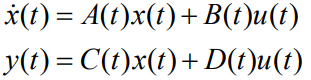 ẋ(t) = A(t)x(t) + B(t)u(t)
y(t) = C(t)x(t) + D(t)u(t)